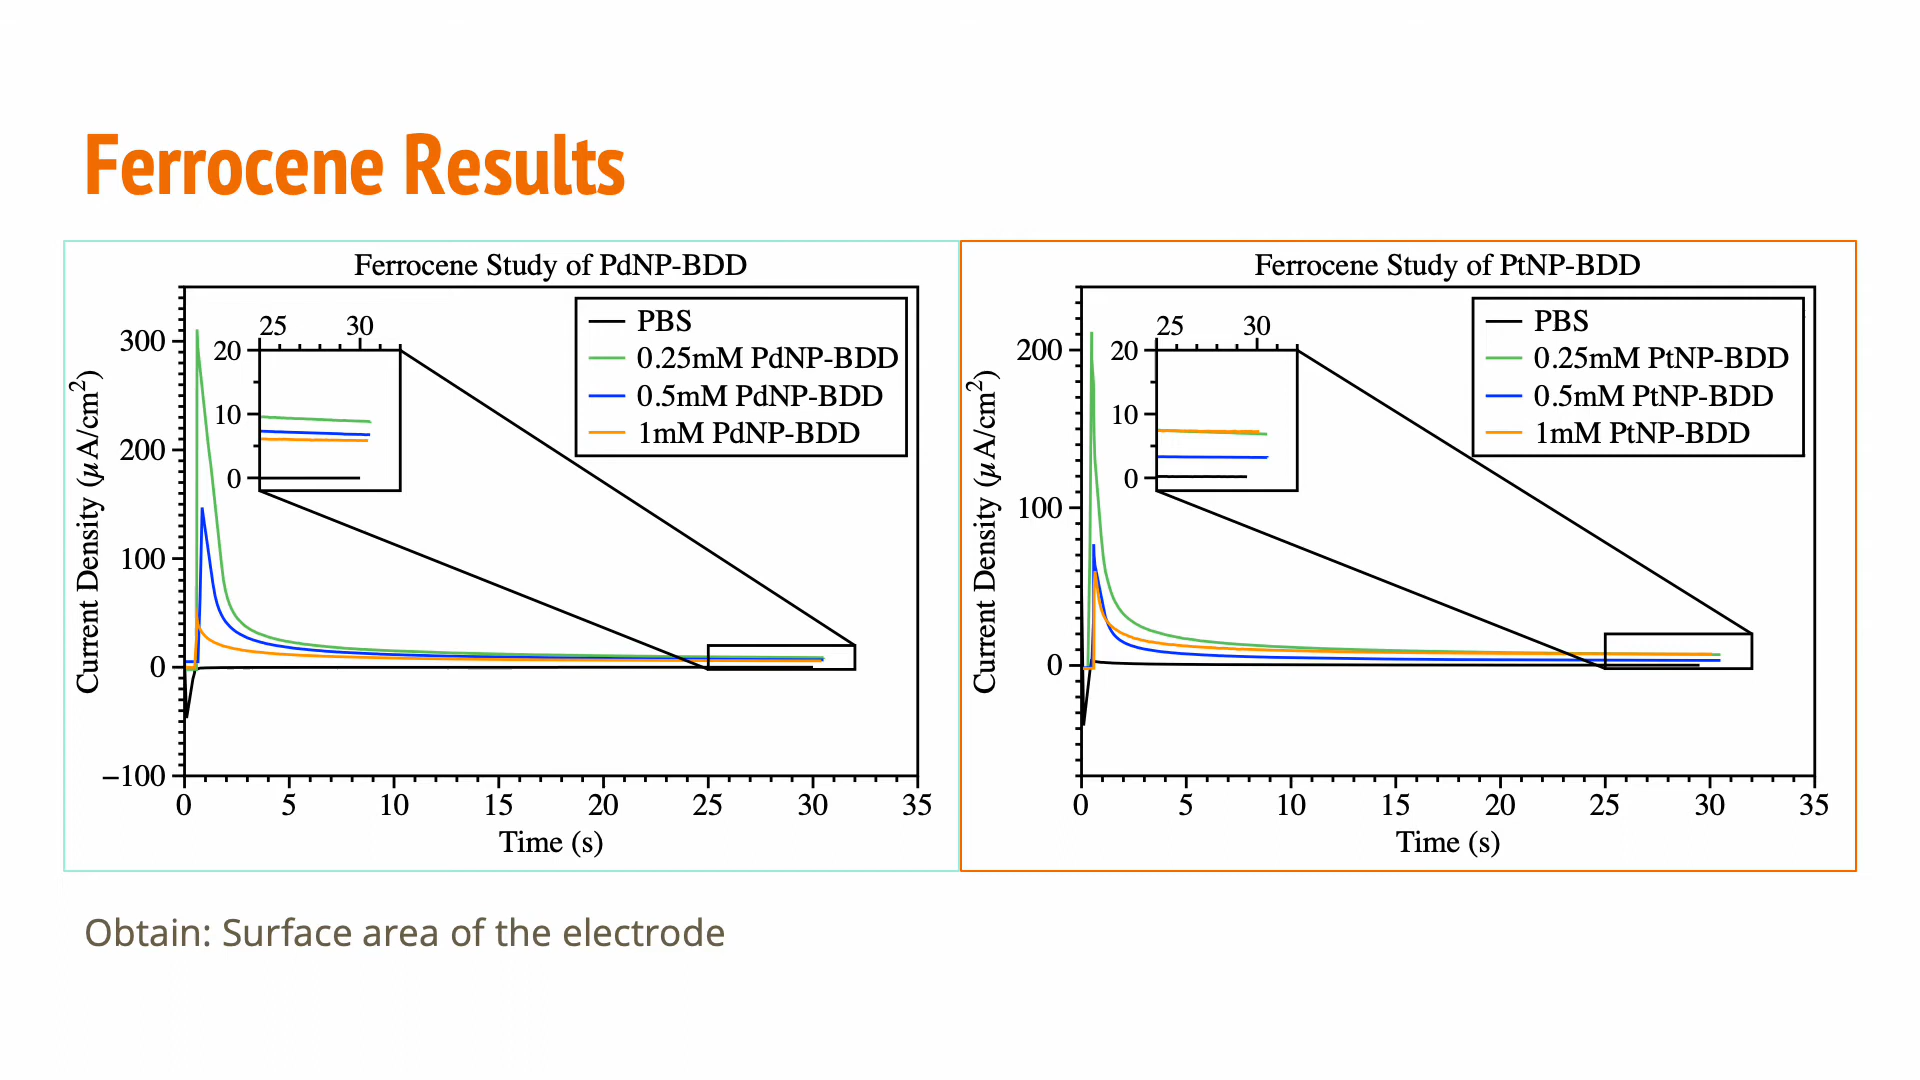 Ferrocene Results
Ferrocene Study of PdNP-BDD
Current Density (μA/cm²)
300
200
100
0
−100
0 5 10 15 20 25 30 35
Time (s)
25 30
20
10
0
PBS
0.25mM PdNP-BDD
0.5mM PdNP-BDD
1mM PdNP-BDD
Ferrocene Study of PtNP-BDD
Current Density (μA/cm²)
200
100
0
0 5 10 15 20 25 30 35
Time (s)
25 30
20
10
0
PBS
0.25mM PtNP-BDD
0.5mM PtNP-BDD
1mM PtNP-BDD
Obtain: Surface area of the electrode